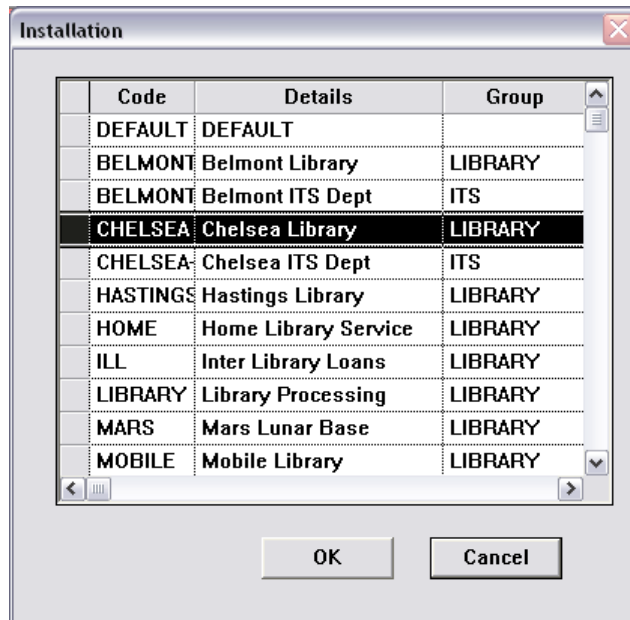 Installation
Code Details Group
DEFAULT DEFAULT
BELMONT Belmont Library LIBRARY
BELMONT Belmont ITS Dept ITS
CHELSEA Chelsea Library LIBRARY
CHELSEA- Chelsea ITS Dept ITS
HASTINGS Hastings Library LIBRARY
HOME Home Library Service LIBRARY
ILL Inter Library Loans LIBRARY
LIBRARY Library Processing LIBRARY
MARS Mars Lunar Base LIBRARY
MOBILE Mobile Library LIBRARY
OK Cancel